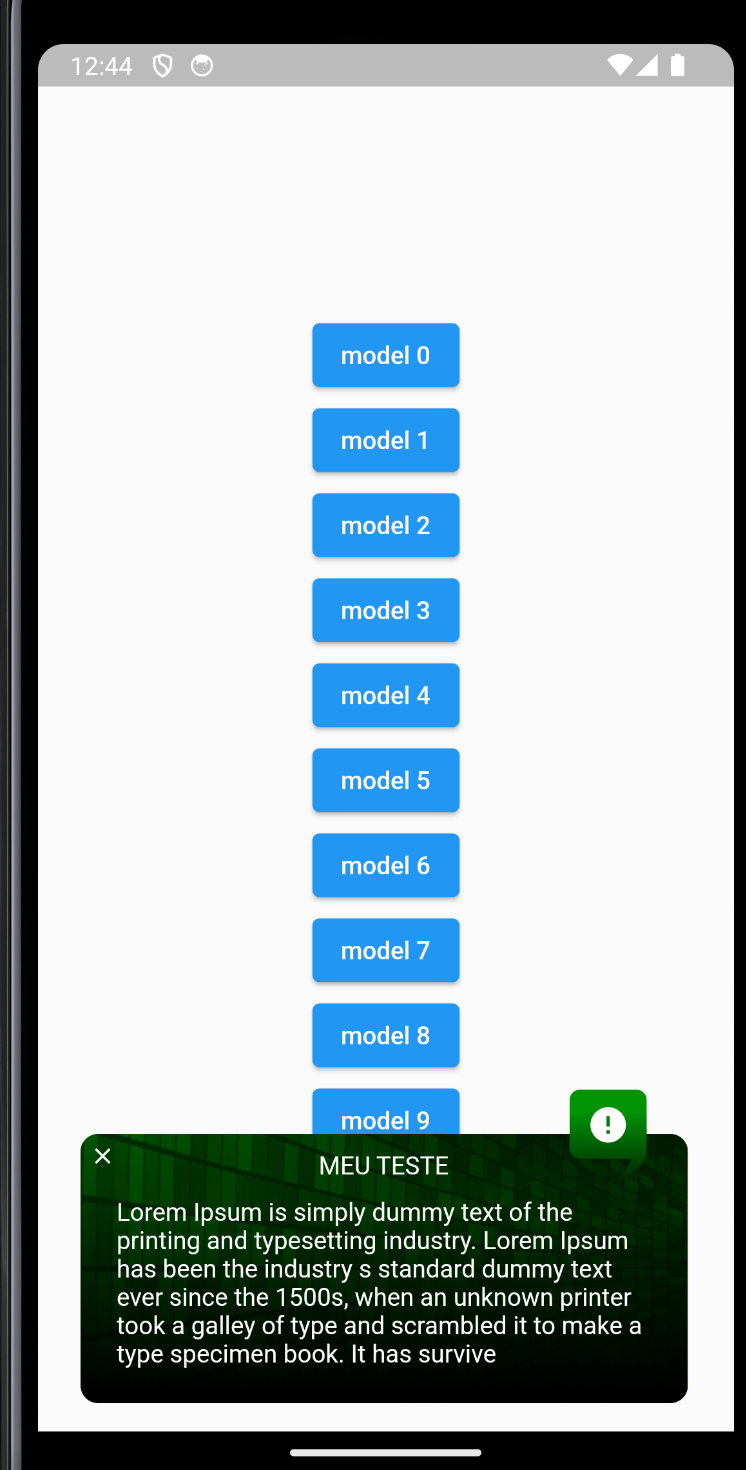 12:44
model 0
model 1
model 2
model 3
model 4
model 5
model 6
model 7
model 8
model 9
MEU TESTE
Lorem Ipsum is simply dummy text of the
printing and typesetting industry. Lorem Ipsum
has been the industry s standard dummy text
ever since the 1500s, when an unknown printer
took a galley of type and scrambled it to make a
type specimen book. It has survive